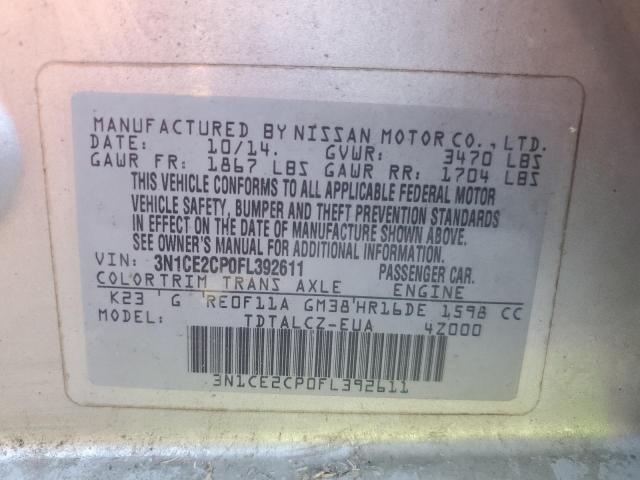 MANUFACTURED BY NISSAN MOTOR CO., LTD.
DATE: 10/14. GVWR: 3470 LBS
GAWR FR: 1867 LBS GAWR RR: 1704 LBS
THIS VEHICLE CONFORMS TO ALL APPLICABLE FEDERAL MOTOR
VEHICLE SAFETY, BUMPER AND THEFT PREVENTION STANDARDS
IN EFFECT ON THE DATE OF MANUFACTURE SHOWN ABOVE.
SEE OWNER'S MANUAL FOR ADDITIONAL INFORMATION.
VIN: 3N1CE2CP0FL392611 PASSENGER CAR.
COLOR TRIM TRANS AXLE ENGINE
K23 ' G ' RE0F11A GM38'HR16DE 1598 CC
MODEL: TDTALCZ-EUA 4Z000
3N1CE2CP0FL392611